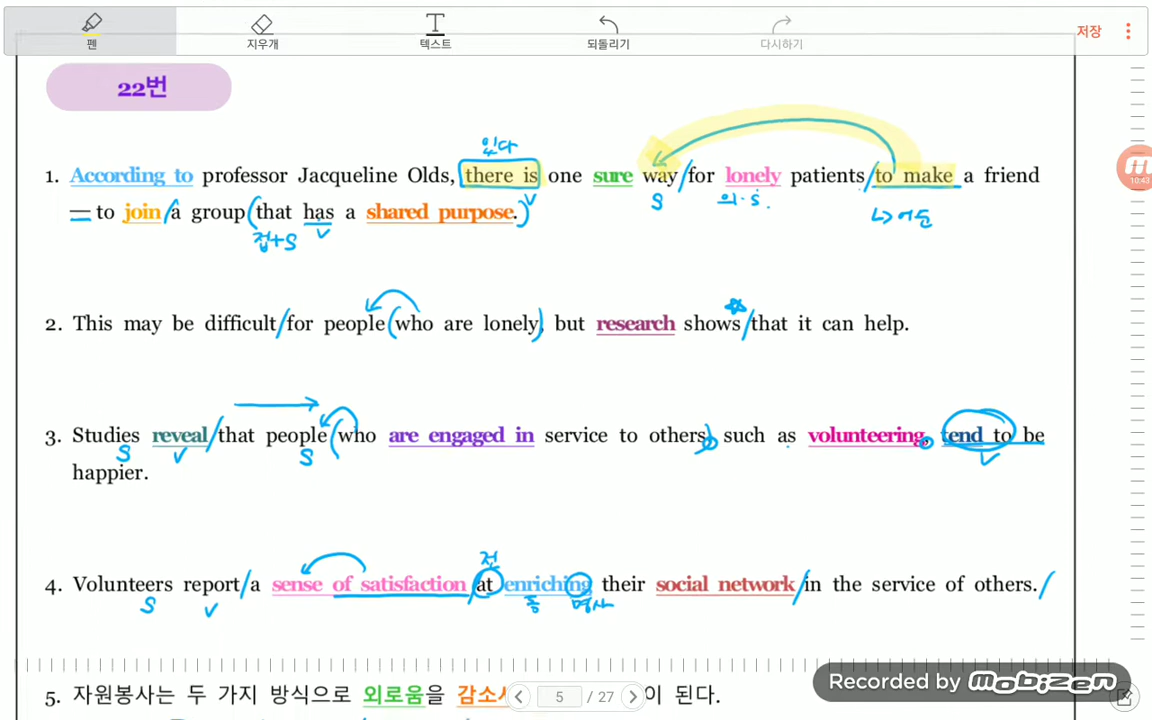 펜 지우개 텍스트 되돌리기 다시하기 저장
22번
있다
1. According to professor Jacqueline Olds, there is one sure way/for lonely patients/to make a friend
V S 의.S. ↳어순
— to join/a group(that has a shared purpose.)
접+S V
2. This may be difficult/for people(who are lonely), but research shows/that it can help.
3. Studies reveal/that people(who are engaged in service to others), such as volunteering, tend to be
S V S V
happier.
전
4. Volunteers report/a sense of satisfaction/at enriching their social network/in the service of others./
S V 동 명사
5. 자원봉사는 두 가지 방식으로 외로움을 감소시 이 된다.
5 / 27
Recorded by mobizen
10:43